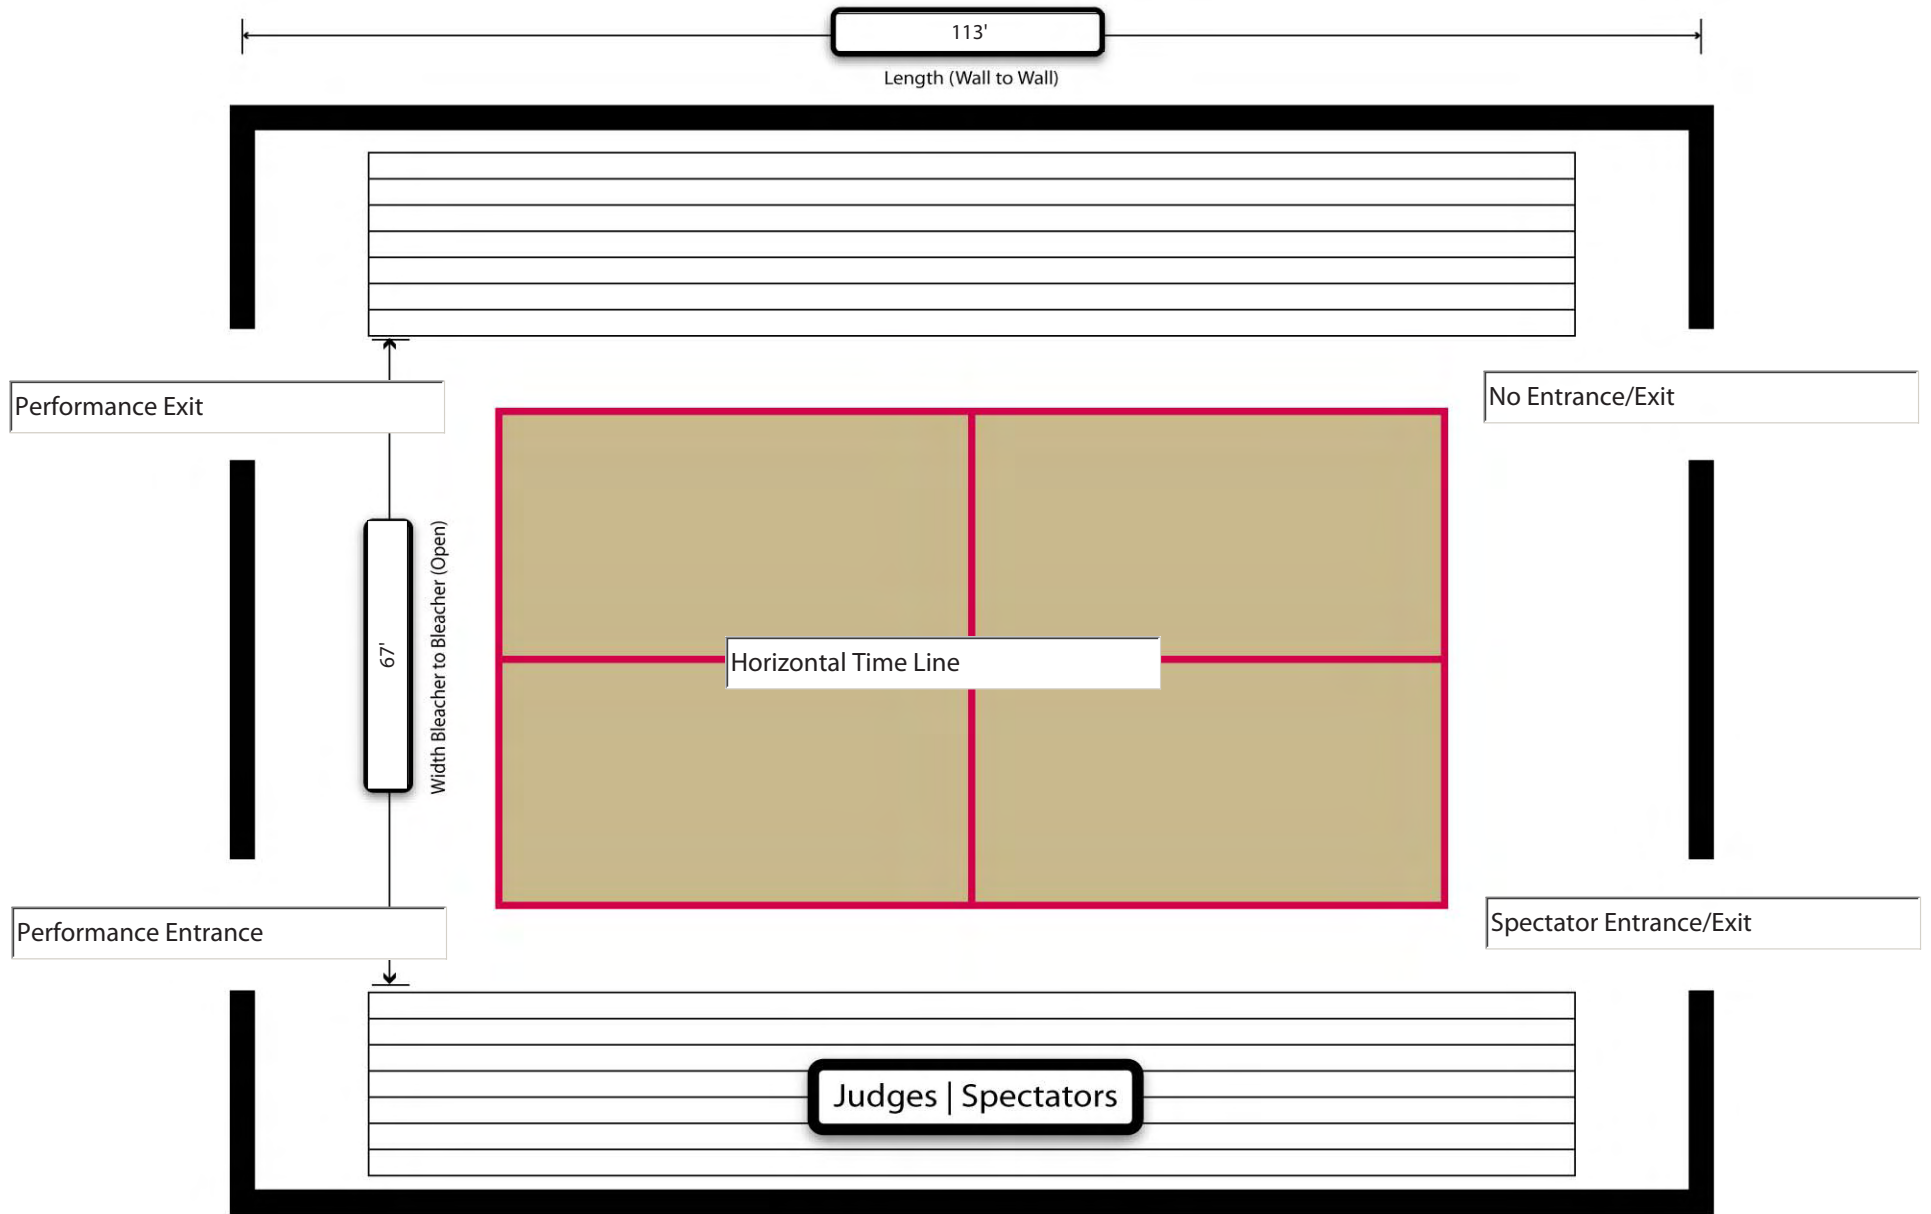 113'
Length (Wall to Wall)
Performance Exit
No Entrance/Exit
67'
Width Bleacher to Bleacher (Open)
Horizontal Time Line
Performance Entrance
Spectator Entrance/Exit
Judges | Spectators